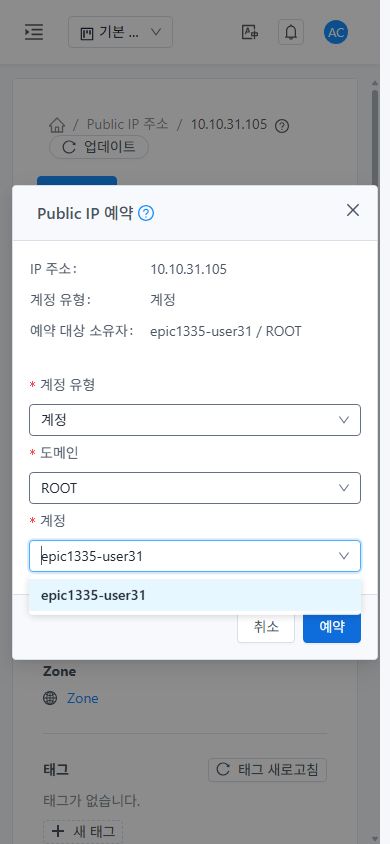 기본 ...
AC
/ Public IP 주소 / 10.10.31.105
업데이트
Public IP 예약
IP 주소: 10.10.31.105
계정 유형: 계정
예약 대상 소유자: epic1335-user31 / ROOT
* 계정 유형
계정
* 도메인
ROOT
* 계정
epic1335-user31
epic1335-user31
취소 예약
Zone
Zone
태그 태그 새로고침
태그가 없습니다.
+ 새 태그